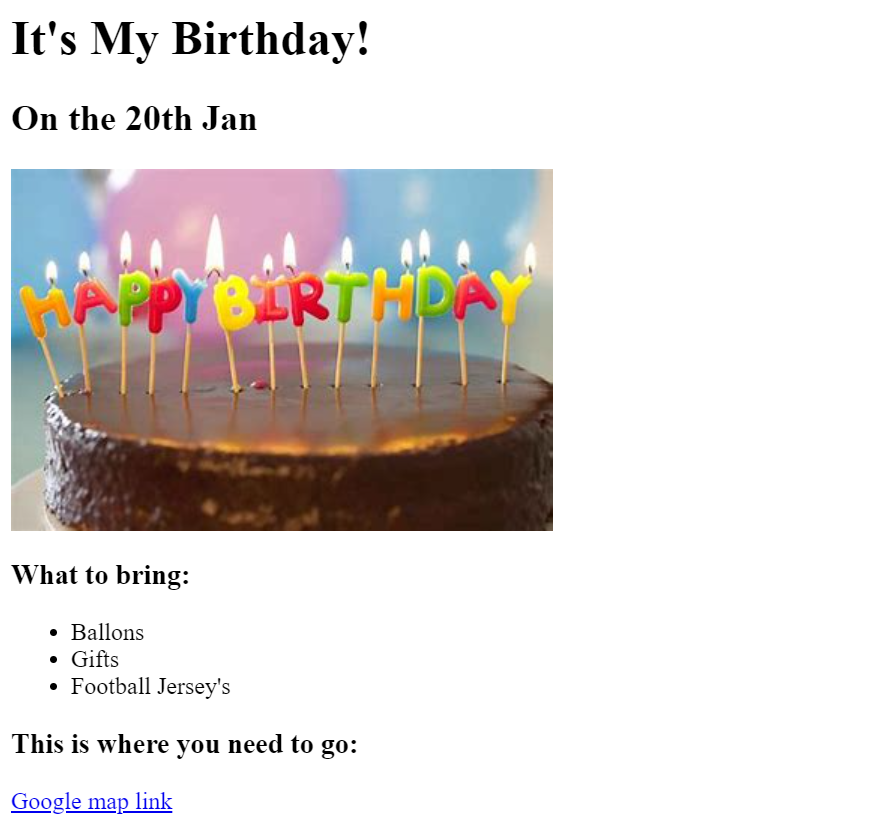 It's My Birthday!
On the 20th Jan
HAPPY BIRTHDAY
What to bring:
Ballons
Gifts
Football Jersey's
This is where you need to go:
Google map link